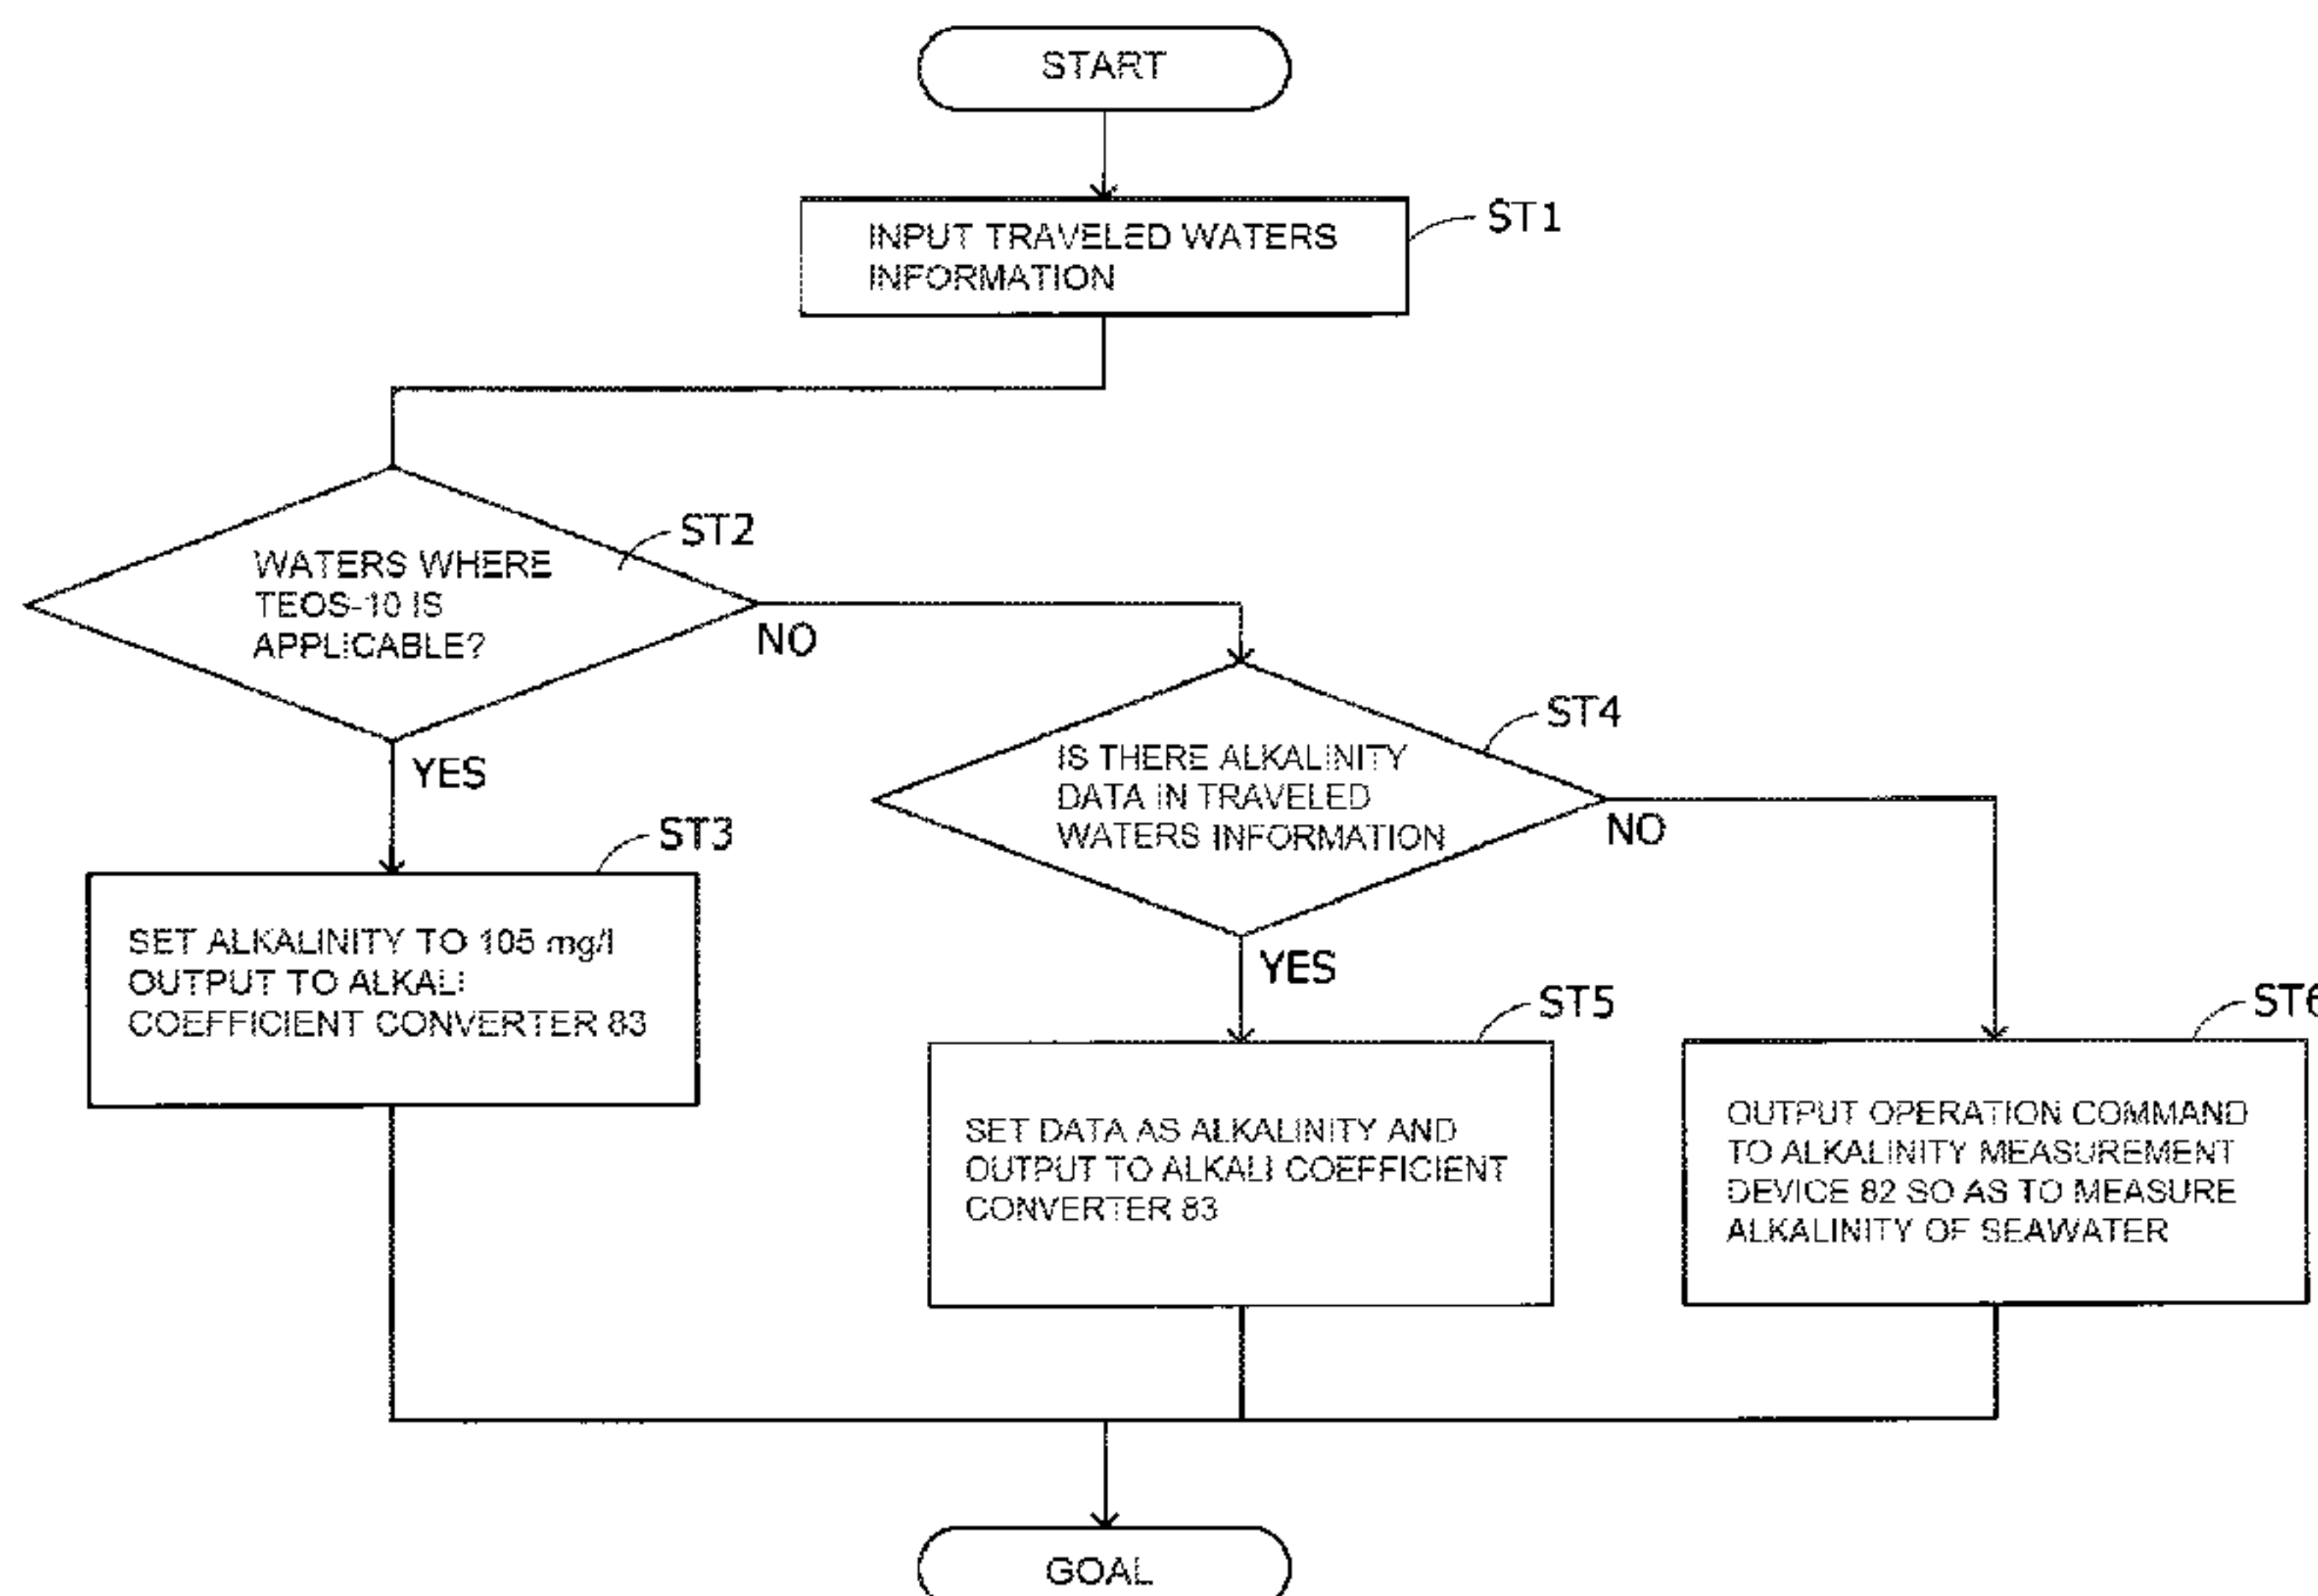 START
INPUT TRAVELED WATERS
INFORMATION
ST1
WATERS WHERE
TEOS-10 IS
APPLICABLE?
ST2
NO
YES
IS THERE ALKALINITY
DATA IN TRAVELED
WATERS INFORMATION
ST4
NO
YES
SET ALKALINITY TO 105 mg/l
OUTPUT TO ALKALI
COEFFICIENT CONVERTER 83
ST3
SET DATA AS ALKALINITY AND
OUTPUT TO ALKALI COEFFICIENT
CONVERTER 83
ST5
OUTPUT OPERATION COMMAND
TO ALKALINITY MEASUREMENT
DEVICE 82 SO AS TO MEASURE
ALKALINITY OF SEAWATER
ST6
GOAL